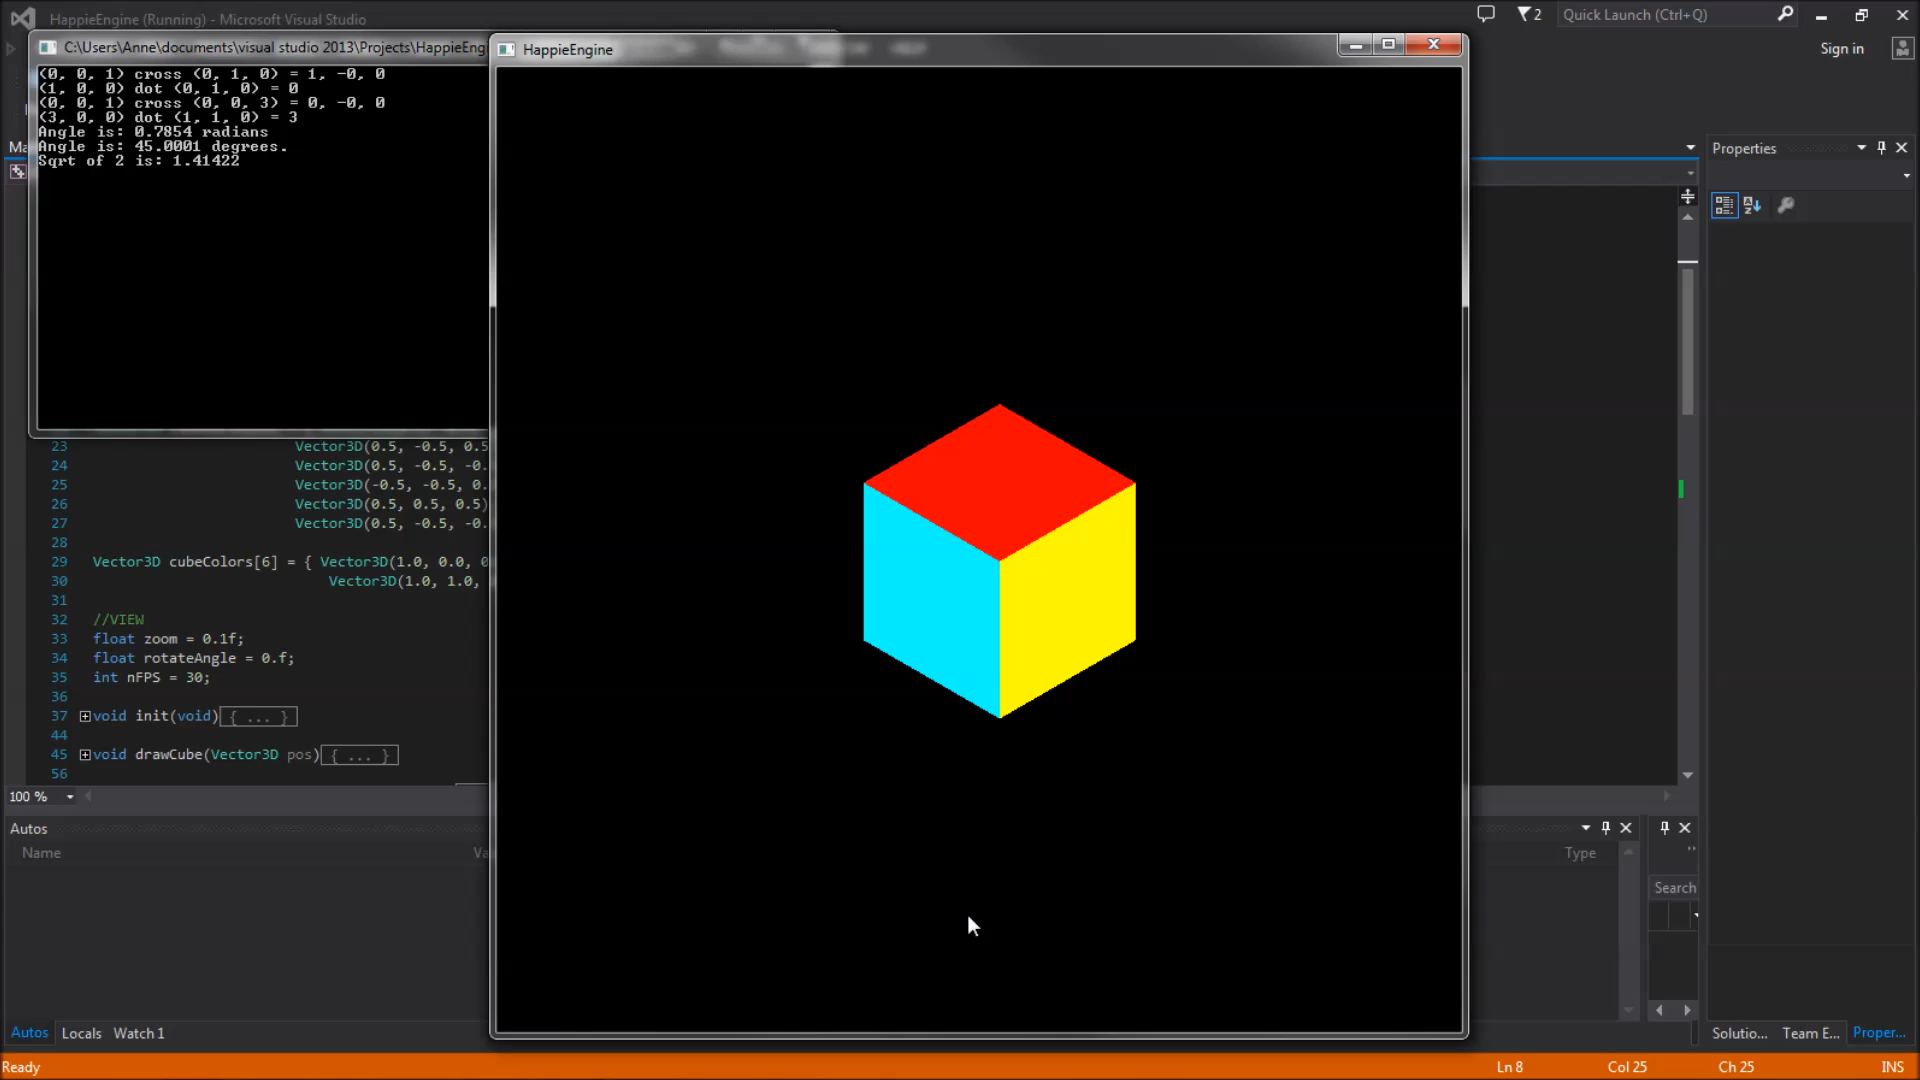 HappieEngine (Running) - Microsoft Visual Studio
2
Quick Launch (Ctrl+Q)
Sign in
C:\Users\Anne\documents\visual studio 2013\Projects\HappieEngi
HappieEngine
(0, 0, 1) cross (0, 1, 0) = 1, -0, 0
(1, 0, 0) dot (0, 1, 0) = 0
(0, 0, 1) cross (0, 0, 3) = 0, -0, 0
(3, 0, 0) dot (1, 1, 0) = 3
Angle is: 0.7854 radians
Angle is: 45.0001 degrees.
Sqrt of 2 is: 1.41422
Ma
Properties
23 Vector3D(0.5, -0.5, 0.5
24 Vector3D(0.5, -0.5, -0.
25 Vector3D(-0.5, -0.5, 0.
26 Vector3D(0.5, 0.5, 0.5)
27 Vector3D(0.5, -0.5, -0.
28
29 Vector3D cubeColors[6] = { Vector3D(1.0, 0.0, 0
30 Vector3D(1.0, 1.0,
31
32 //VIEW
33 float zoom = 0.1f;
34 float rotateAngle = 0.f;
35 int nFPS = 30;
36
37 void init(void){ ... }
44
45 void drawCube(Vector3D pos){ ... }
56
100 %
Autos
Name Va Type
Search
Autos Locals Watch 1
Solutio... Team E... Proper...
Ready Ln 8 Col 25 Ch 25 INS